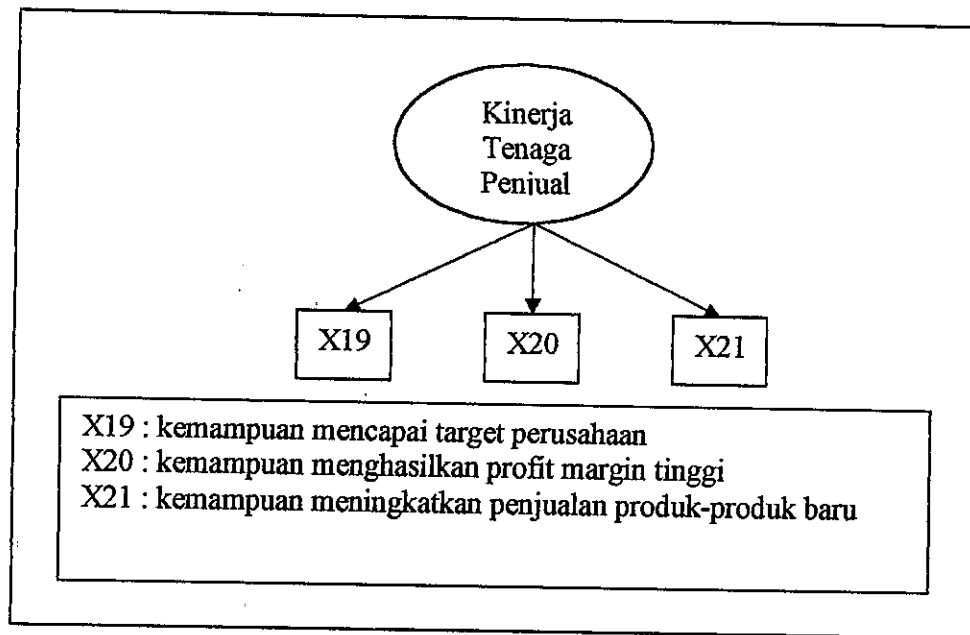 Kinerja
Tenaga
Penjual
X19 X20 X21
X19 : kemampuan mencapai target perusahaan
X20 : kemampuan menghasilkan profit margin tinggi
X21 : kemampuan meningkatkan penjualan produk-produk baru